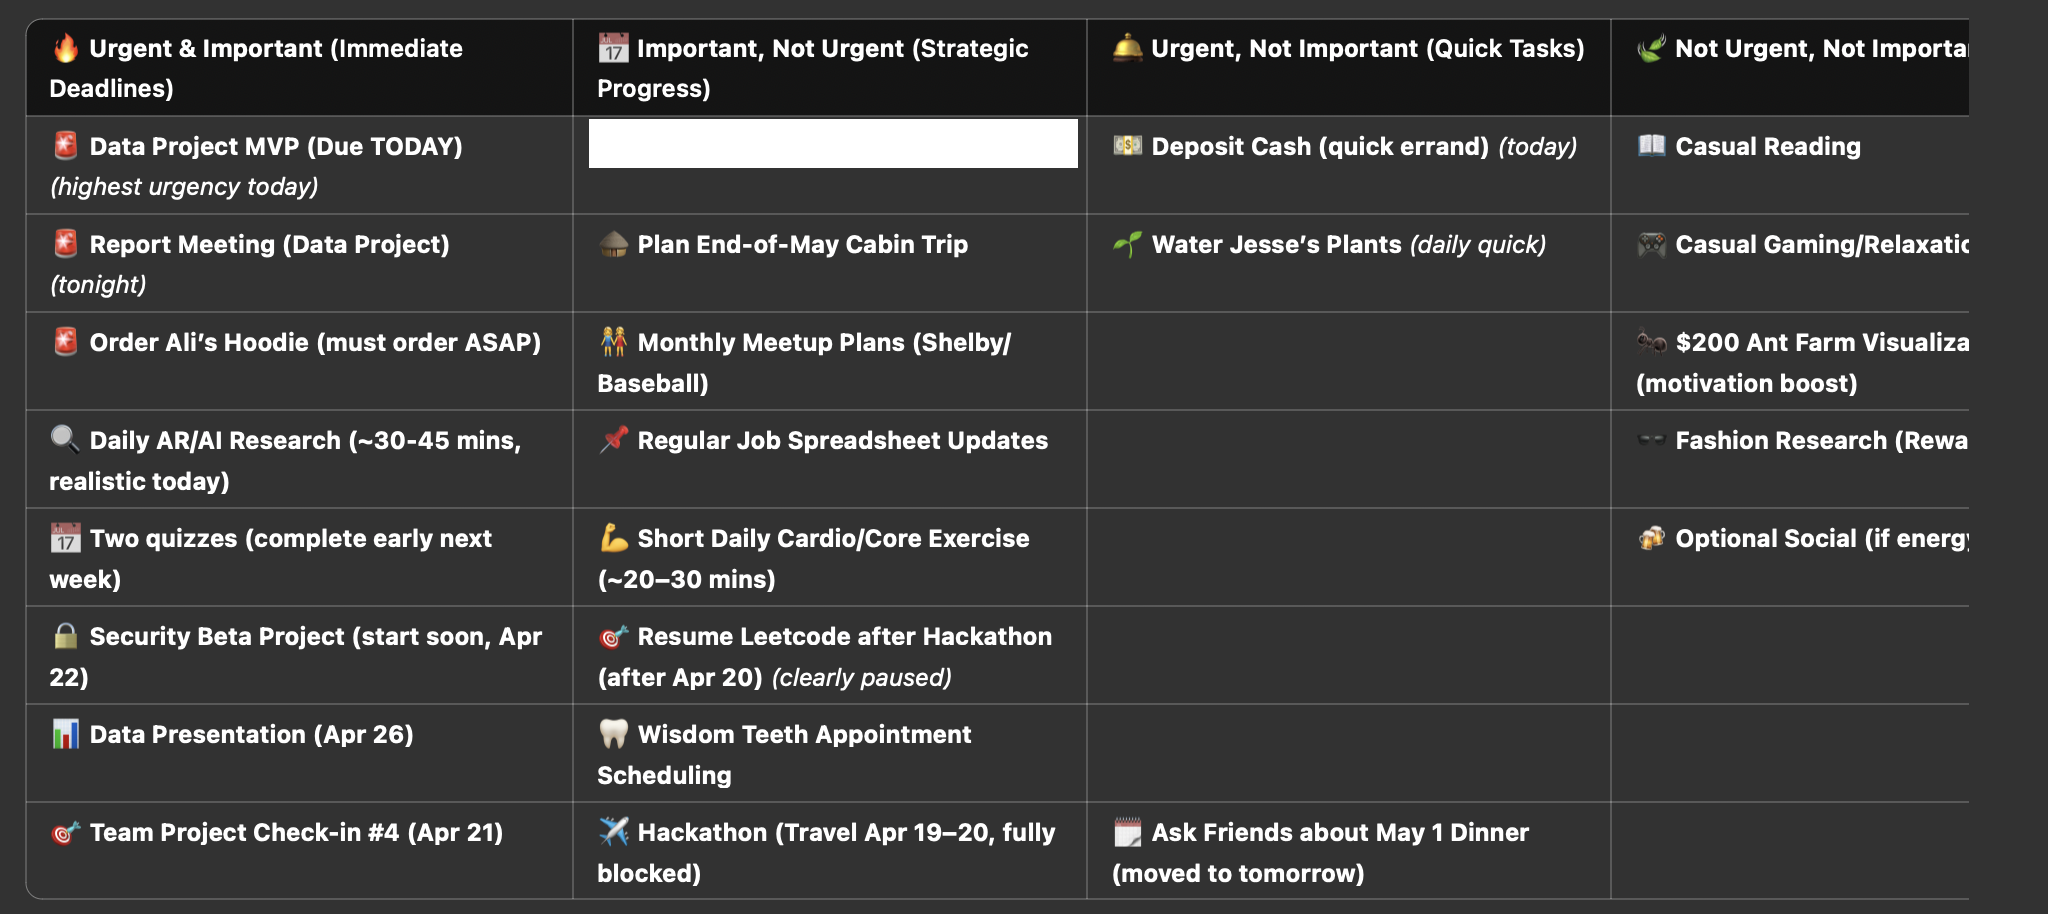 🔥 Urgent & Important (Immediate
Deadlines)
📅 Important, Not Urgent (Strategic
Progress)
🛎️ Urgent, Not Important (Quick Tasks)
🌿 Not Urgent, Not
🚨 Data Project MVP (Due TODAY)
(highest urgency today)
💵 Deposit Cash (quick errand) (today)
📖 Casual Reading
🚨 Report Meeting (Data Project)
(tonight)
🛖 Plan End-of-May Cabin Trip
🌱 Water Jesse’s Plants (daily quick)
🎮 Casual
🚨 Order Ali’s Hoodie (must order ASAP)
👭 Monthly Meetup Plans (Shelby/
Baseball)
🐜 $200 Ant Farm
(motivation boost)
🔍 Daily AR/AI Research (~30-45 mins,
realistic today)
📌 Regular Job Spreadsheet Updates
🕶️ Fashion Research
📅 Two quizzes (complete early next
week)
💪 Short Daily Cardio/Core Exercise
(~20–30 mins)
🍻 Optional Social (if
🔒 Security Beta Project (start soon, Apr
22)
🎯 Resume Leetcode after Hackathon
(after Apr 20) (clearly paused)
📊 Data Presentation (Apr 26)
🦷 Wisdom Teeth Appointment
Scheduling
🎯 Team Project Check-in #4 (Apr 21)
✈️ Hackathon (Travel Apr 19–20, fully
blocked)
🗓️ Ask Friends about May 1 Dinner
(moved to tomorrow)